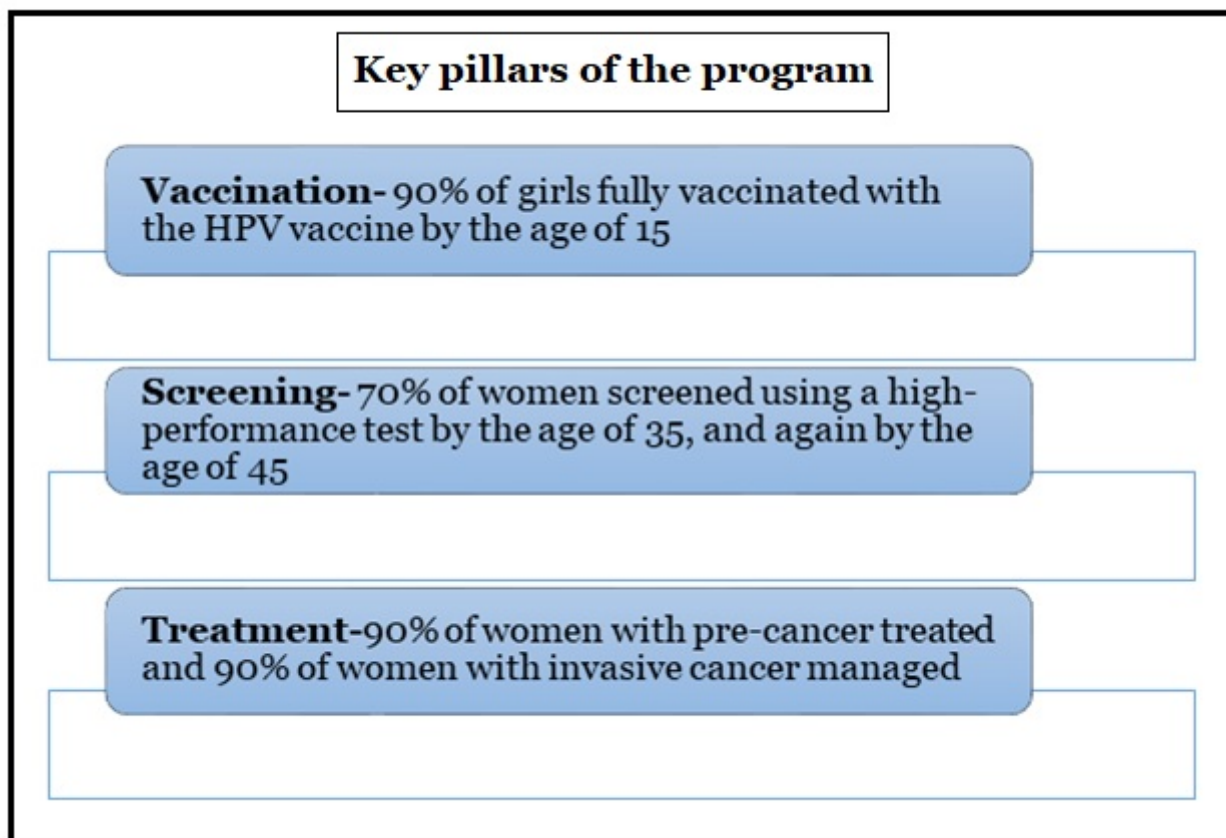 Key pillars of the program
Vaccination- 90% of girls fully vaccinated with
the HPV vaccine by the age of 15
Screening- 70% of women screened using a high-
performance test by the age of 35, and again by the
age of 45
Treatment-90% of women with pre-cancer treated
and 90% of women with invasive cancer managed